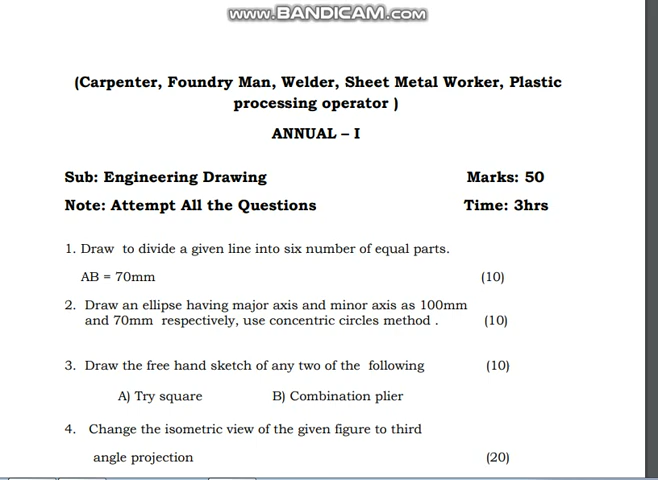 www.BANDICAM.com
(Carpenter, Foundry Man, Welder, Sheet Metal Worker, Plastic
processing operator )
ANNUAL – I
Sub: Engineering Drawing Marks: 50
Note: Attempt All the Questions Time: 3hrs
1. Draw to divide a given line into six number of equal parts.
AB = 70mm (10)
2. Draw an ellipse having major axis and minor axis as 100mm
and 70mm respectively, use concentric circles method . (10)
3. Draw the free hand sketch of any two of the following (10)
A) Try square B) Combination plier
4. Change the isometric view of the given figure to third
angle projection (20)